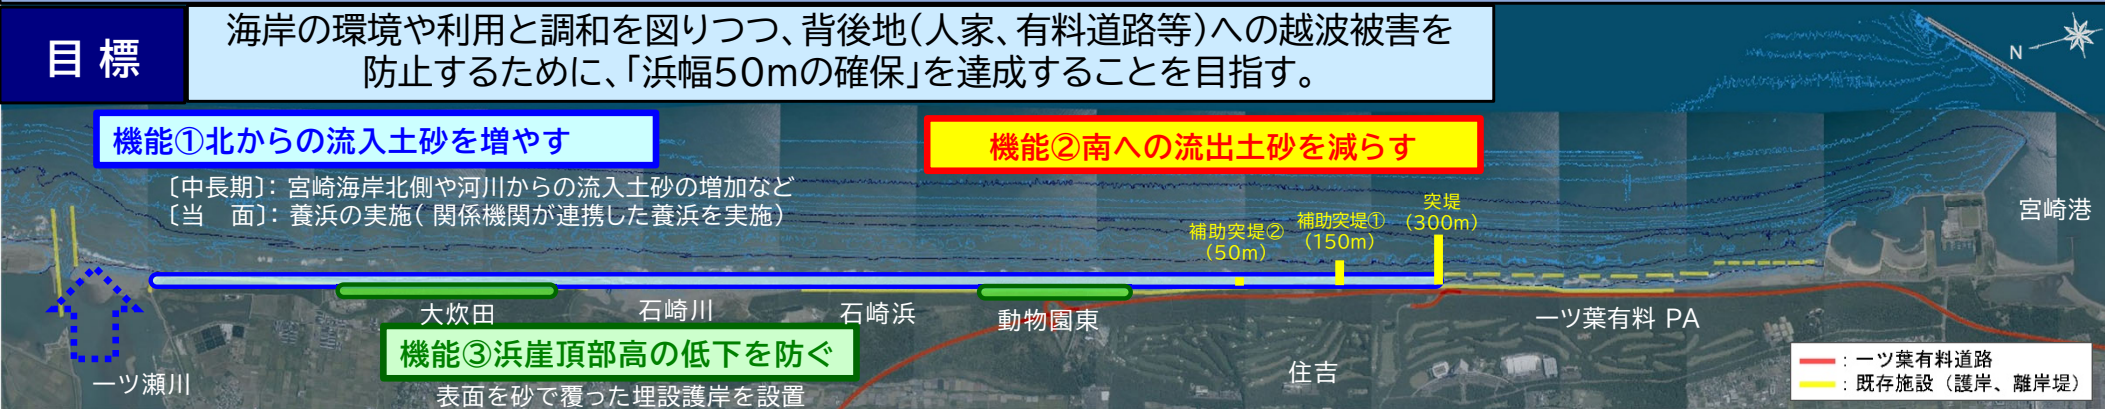 目標
海岸の環境や利用と調和を図りつつ、背後地(人家、有料道路等)への越波被害を
防止するために、「浜幅50mの確保」を達成することを目指す。
N
機能①北からの流入土砂を増やす
〔中長期〕：宮崎海岸北側や河川からの流入土砂の増加など
〔当　面〕：養浜の実施（関係機関が連携した養浜を実施）
機能②南への流出土砂を減らす
補助突堤②
(50m)
補助突堤①
(150m)
突堤
(300m)
宮崎港
大炊田
石崎川
石崎浜
動物園東
一ツ葉有料 PA
機能③浜崖頂部高の低下を防ぐ
表面を砂で覆った埋設護岸を設置
一ツ瀬川
住吉
：一ツ葉有料道路
：既存施設（護岸、離岸堤）